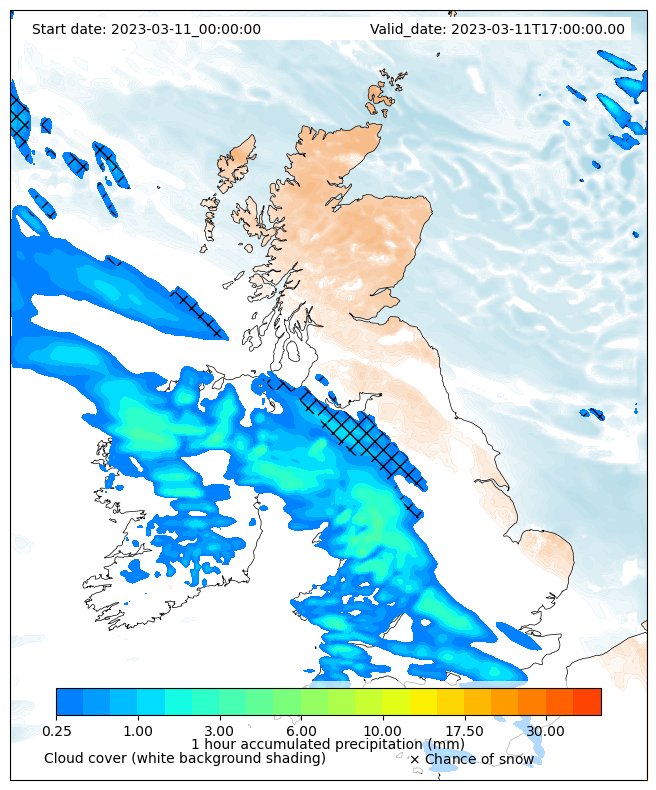 Start date: 2023-03-11_00:00:00 Valid_date: 2023-03-11T17:00:00.00
0.25 1.00 3.00 6.00 10.00 17.50 30.00
1 hour accumulated precipitation (mm)
Cloud cover (white background shading) × Chance of snow